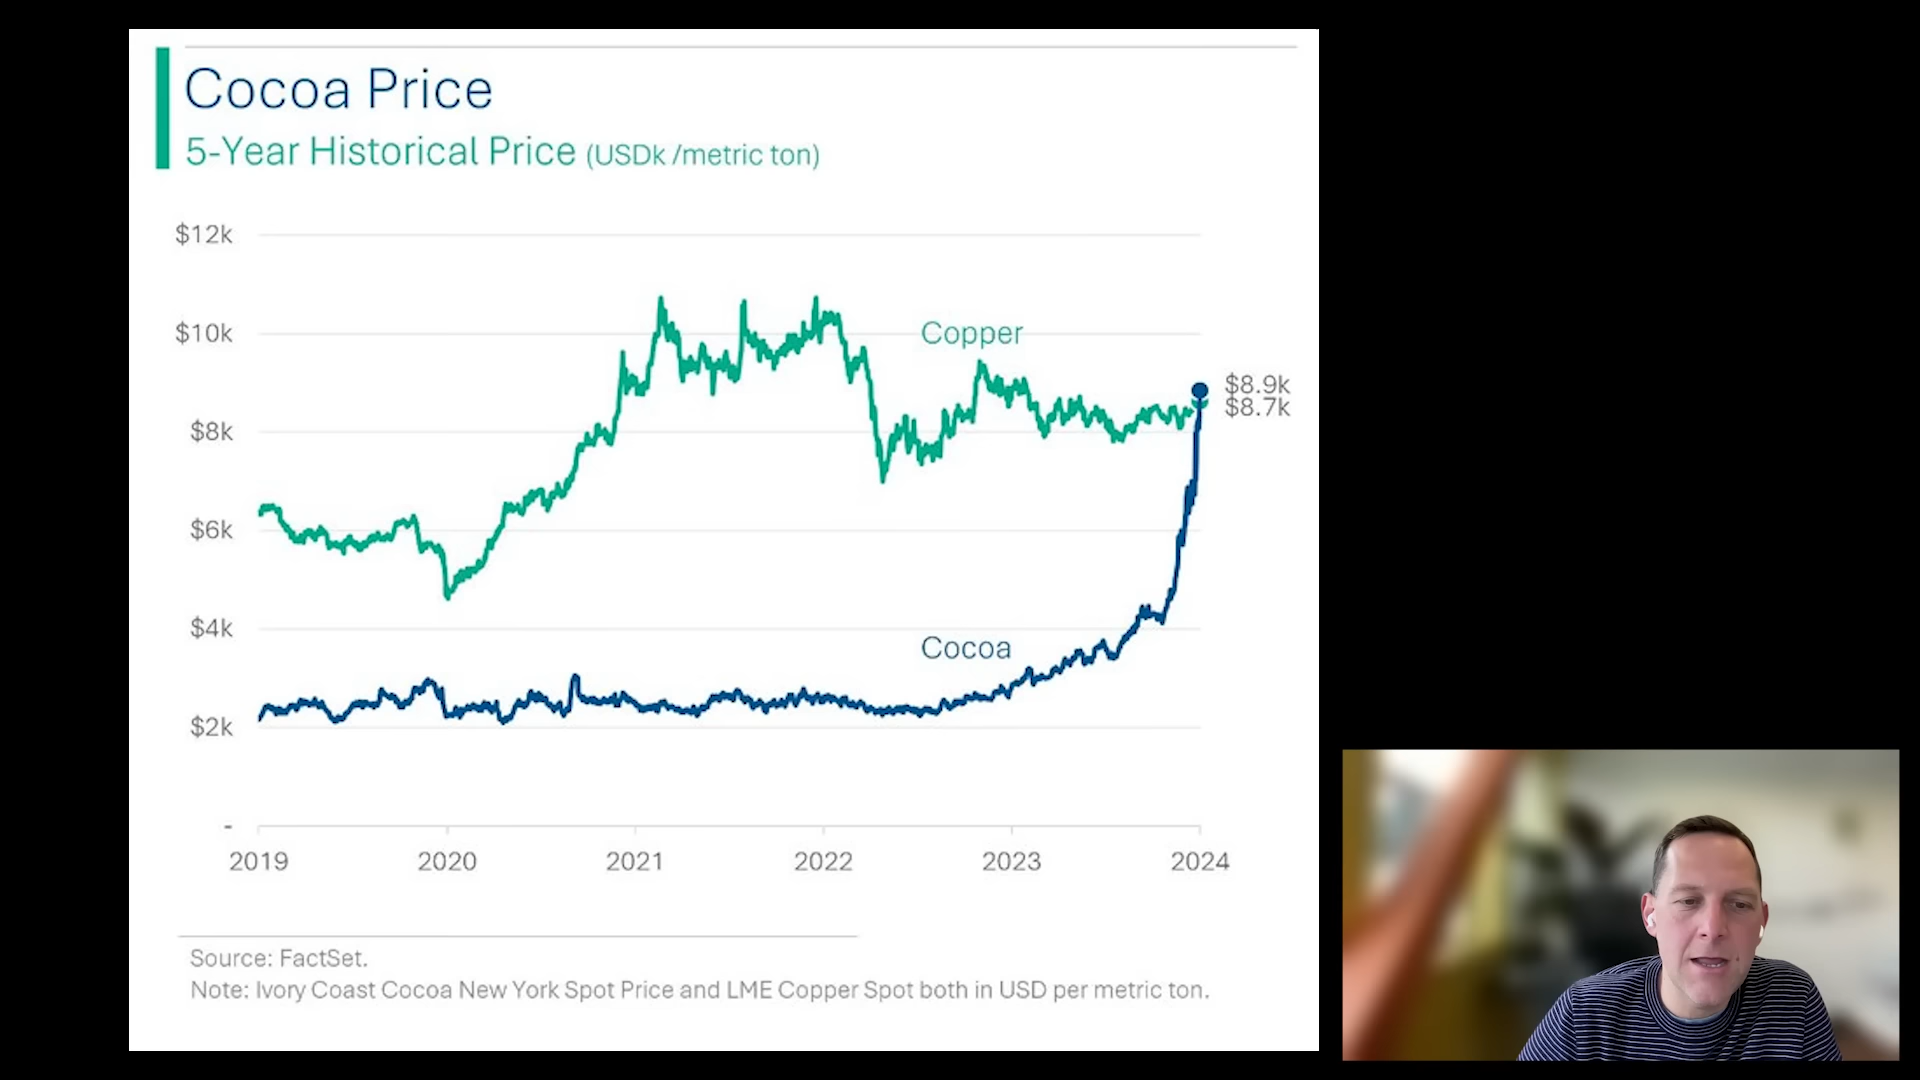 Cocoa Price
5-Year Historical Price (USDk /metric ton)
$12k
$10k
$8k
$6k
$4k
$2k
-
Copper
Cocoa
$8.9k
$8.7k
2019 2020 2021 2022 2023 2024
Source: FactSet.
Note: Ivory Coast Cocoa New York Spot Price and LME Copper Spot both in USD per metric ton.